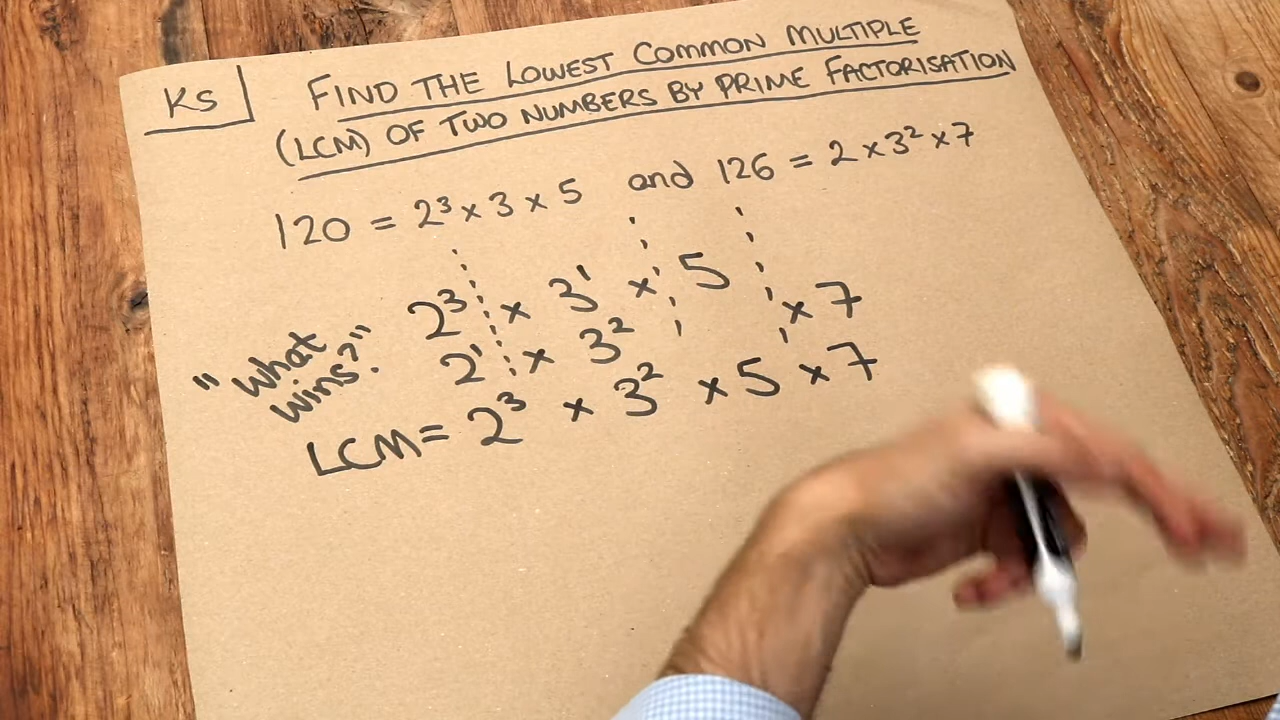 KS
FIND THE LOWEST COMMON MULTIPLE
(LCM) OF TWO NUMBERS BY PRIME FACTORISATION
120 = 2³ × 3 × 5 and 126 = 2 × 3² × 7
"What wins?"
2³ × 3¹ × 5
2¹ × 3² × 7
LCM = 2³ × 3² × 5 × 7